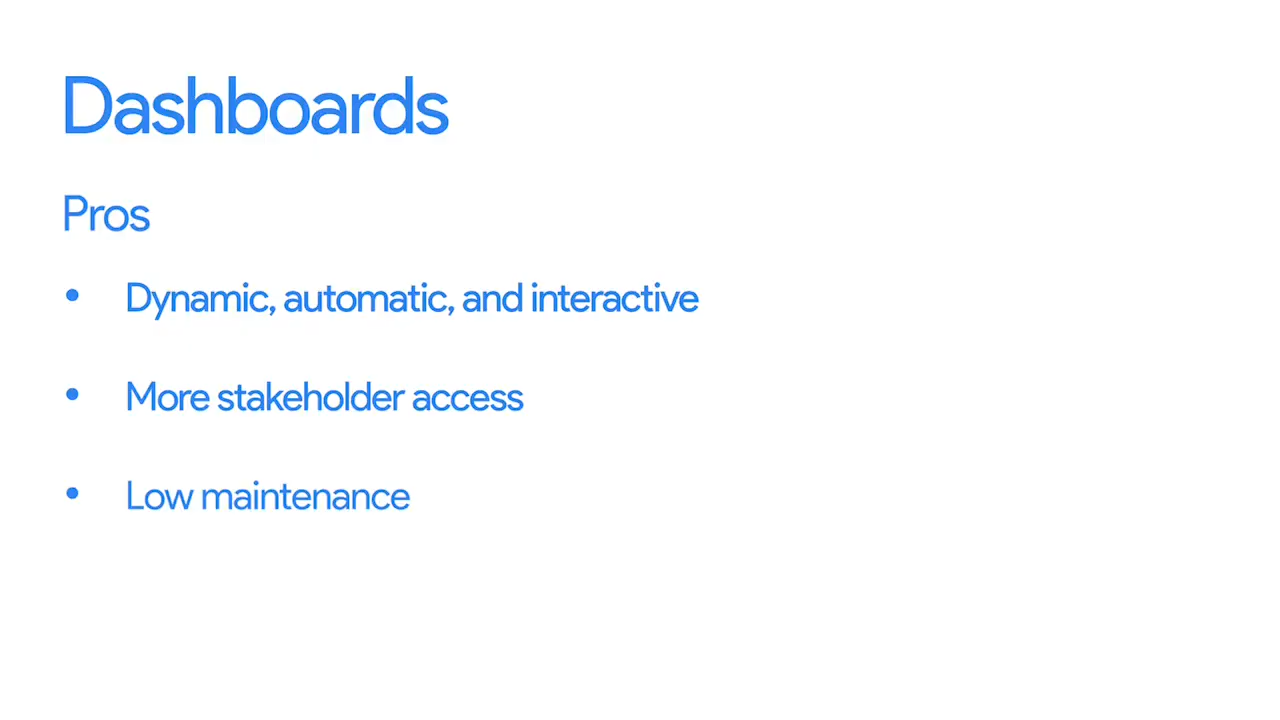 Dashboards
Pros
• Dynamic, automatic, and interactive
• More stakeholder access
• Low maintenance